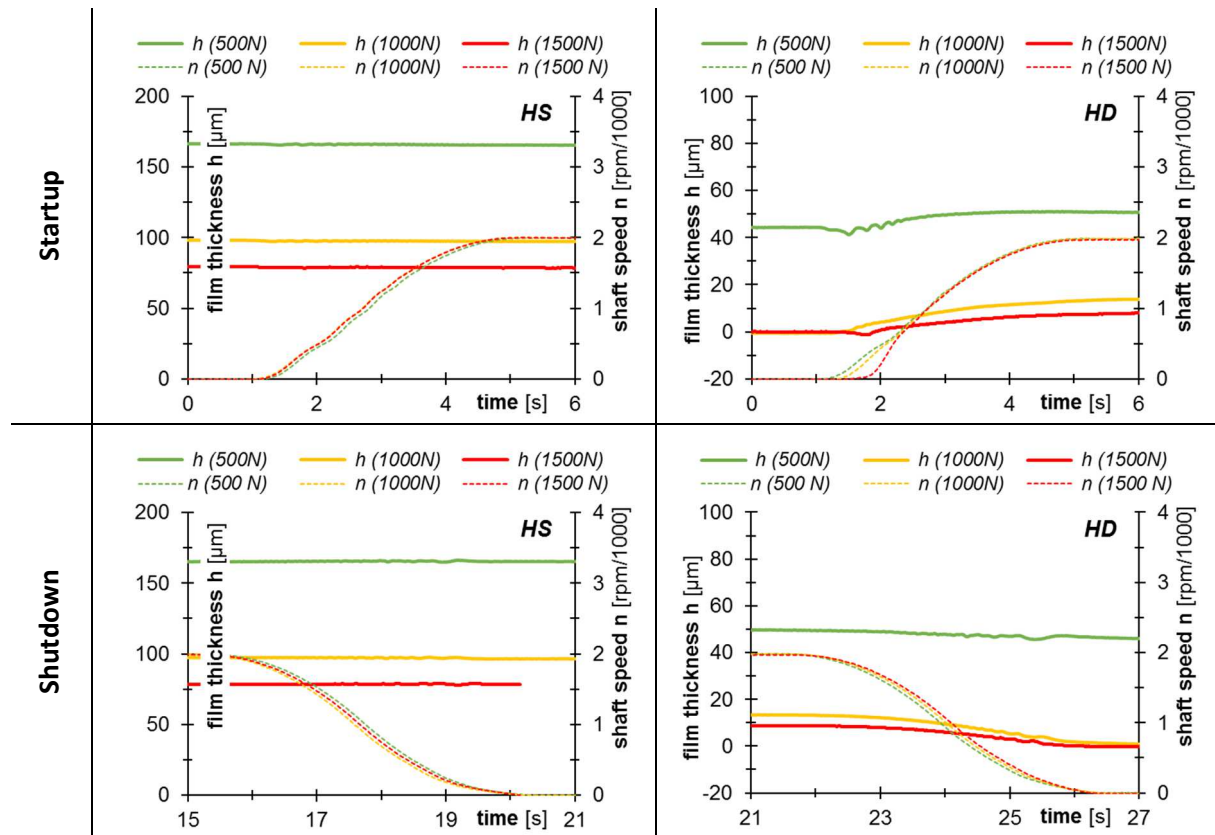 Startup
h (500N) h (1000N) h (1500N)
n (500 N) n (1000N) n (1500 N)
HS
film thickness h [µm]
200
150
100
50
0
shaft speed n [rpm/1000]
4
3
2
1
0
0 2 4 time [s] 6
h (500N) h (1000N) h (1500N)
n (500 N) n (1000N) n (1500 N)
HD
film thickness h [µm]
100
80
60
40
20
0
-20
shaft speed n [rpm/1000]
4
3
2
1
0
0 2 4 time [s] 6
Shutdown
h (500N) h (1000N) h (1500N)
n (500 N) n (1000N) n (1500 N)
HS
film thickness h [µm]
200
150
100
50
0
shaft speed n [rpm/1000]
4
3
2
1
0
15 17 19 time [s] 21
h (500N) h (1000N) h (1500N)
n (500 N) n (1000N) n (1500 N)
HD
film thickness h [µm]
100
80
60
40
20
0
-20
shaft speed n [rpm/1000]
4
3
2
1
0
21 23 25 time [s] 27